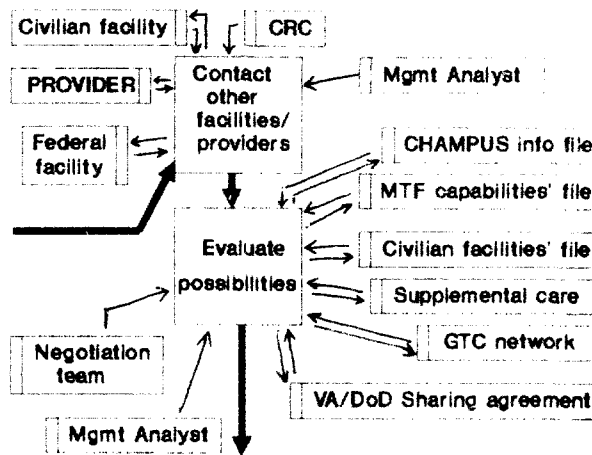 Civilian facility
CRC
PROVIDER
Contact
other
facilities/
providers
Mgmt Analyst
Federal
facility
CHAMPUS info file
MTF capabilities' file
Evaluate
possibilities
Civilian facilities' file
Supplemental care
GTC network
Negotiation
team
VA/DoD Sharing agreement
Mgmt Analyst